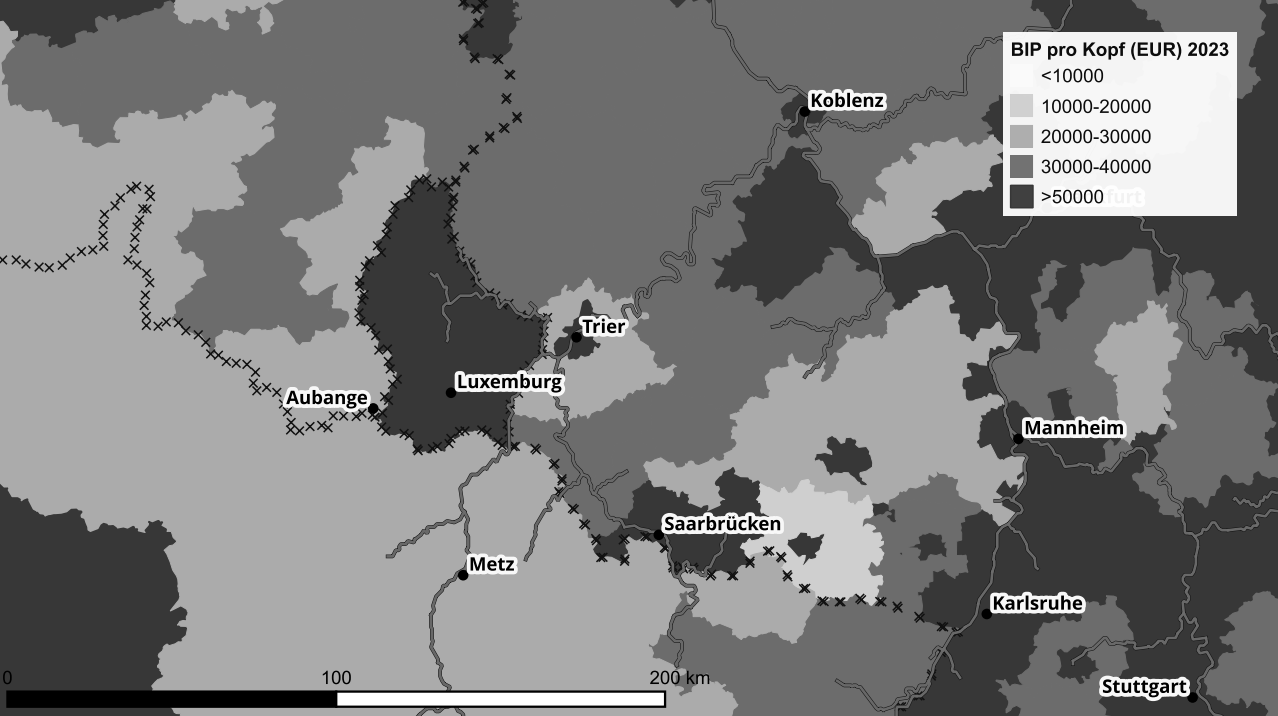 BIP pro Kopf (EUR) 2023
<10000
10000-20000
20000-30000
30000-40000
>50000
Koblenz
Trier
Luxemburg
Aubange
Mannheim
Saarbrücken
Metz
Karlsruhe
Stuttgart
0 100 200 km